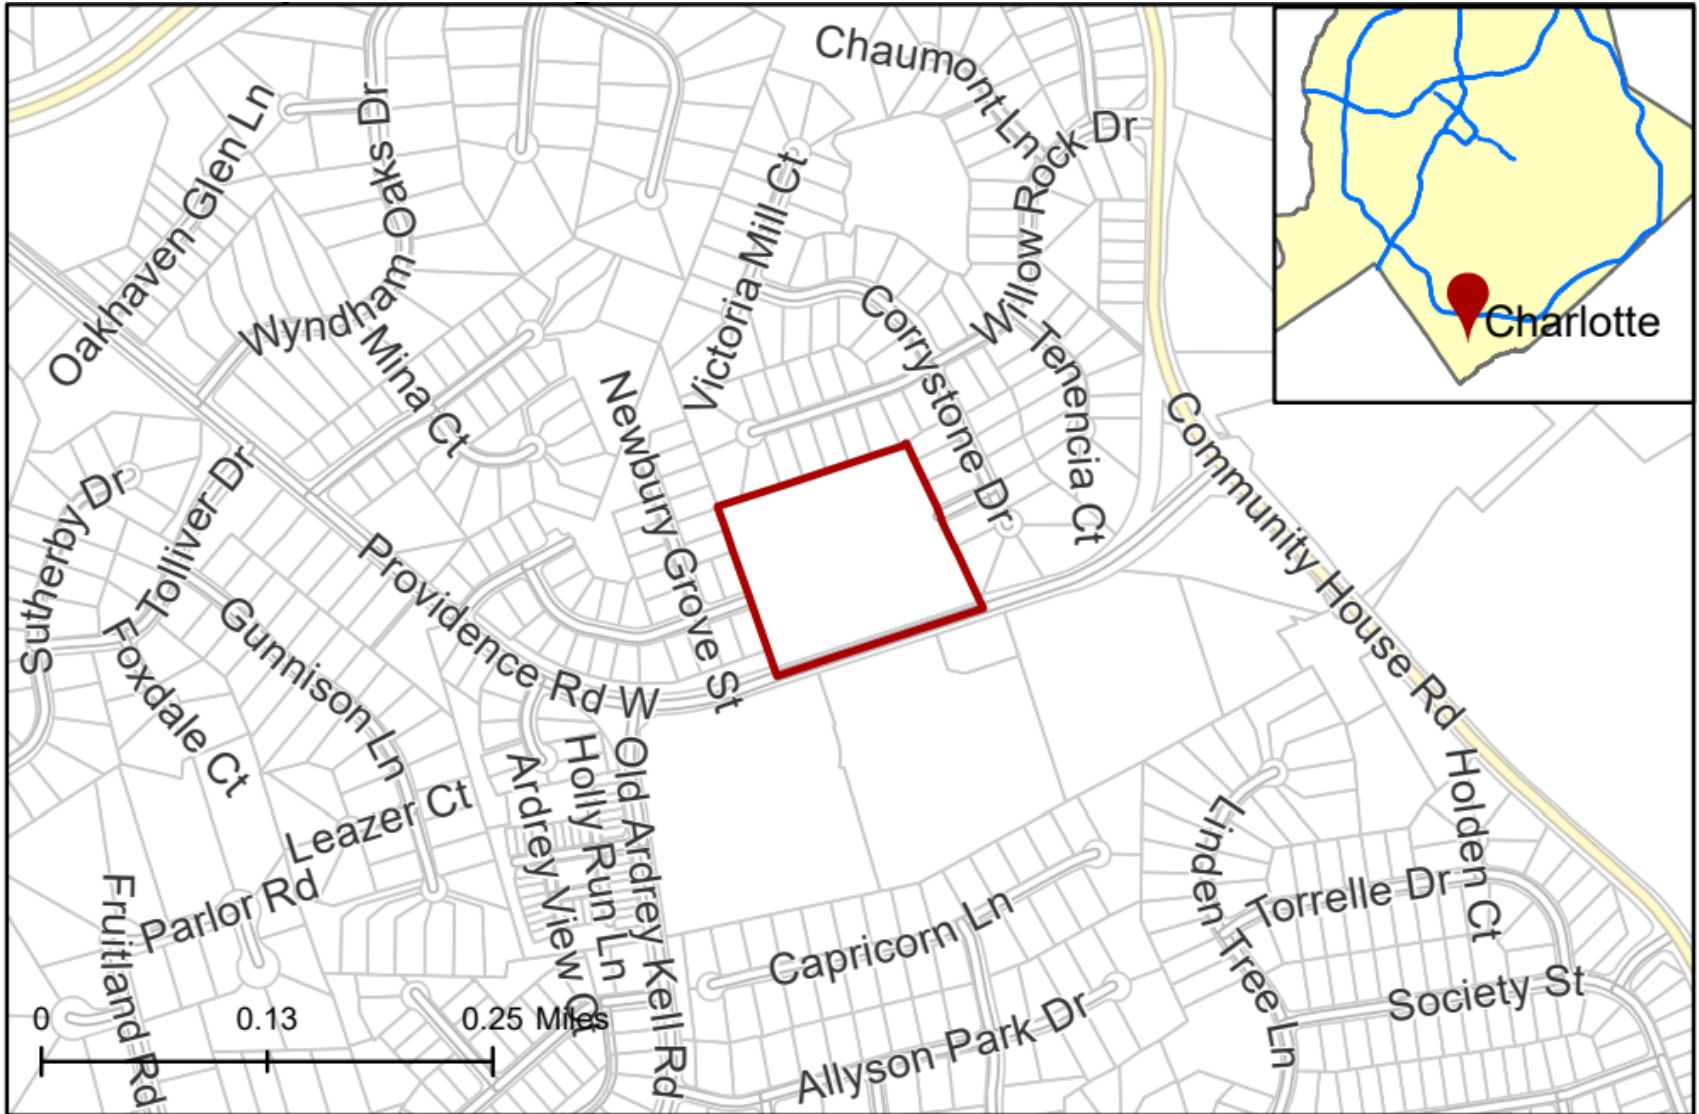 Chaumont Ln
Oakhaven Glen Ln
Wyndham Oaks Dr
Willow Rock Dr
Victoria Mill Ct
Charlotte
Corrystone Dr
Tenencia Ct
Mina Ct
Newbury Grove St
Community House Rd
Sutherby Dr
Tolliver Dr
Providence Rd W
Gunnison Ln
Foxdale Ct
Leazer Ct
Ardrey View Ct
Holly Run Ln
Old Ardrey Kell Rd
Holden Ct
Linden Tree Ln
Torrelle Dr
Parlor Rd
Fruitland Rd
Capricorn Ln
Society St
Allyson Park Dr
0 0.13 0.25 Miles